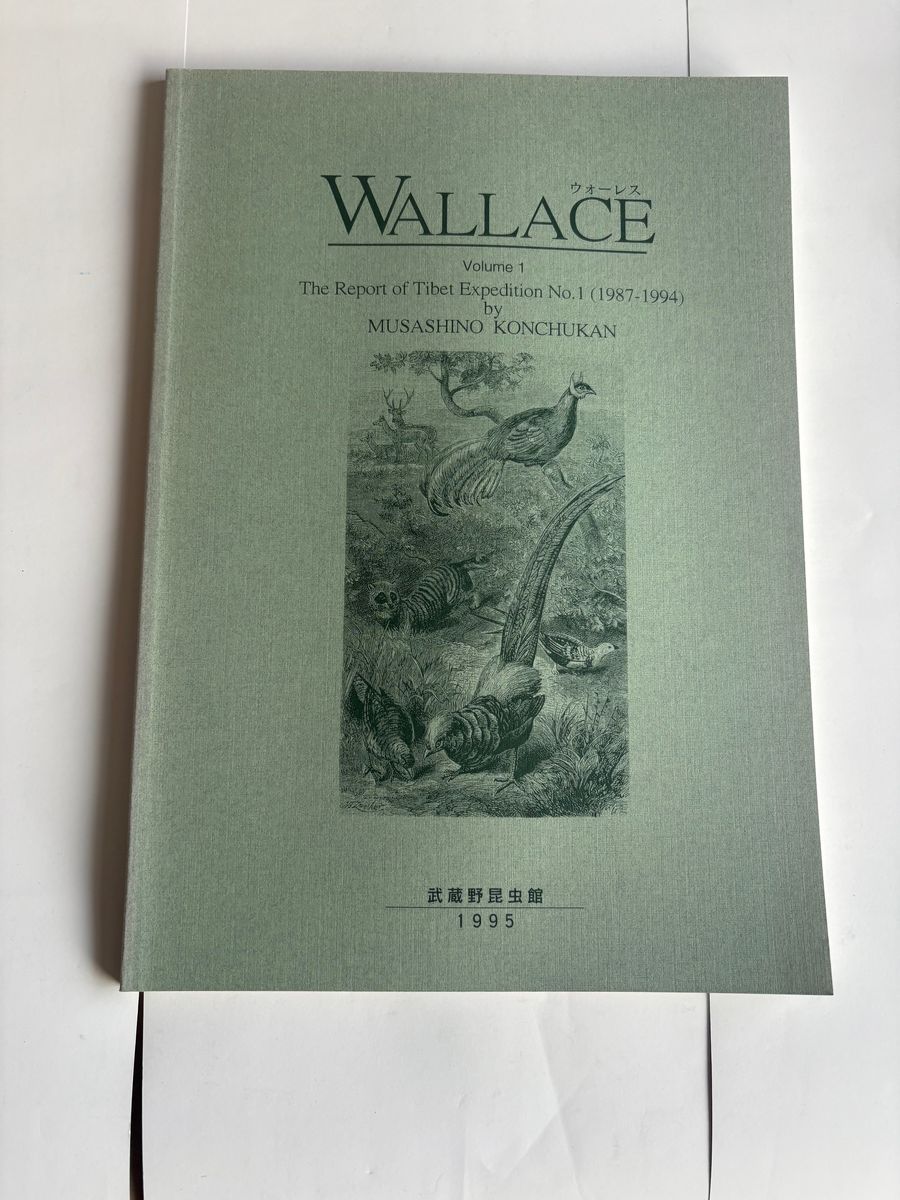 ウォーレス
WALLACE
Volume 1
The Report of Tibet Expedition No.1 (1987-1994)
by
MUSASHINO KONCHUKAN
武蔵野昆虫館
1995